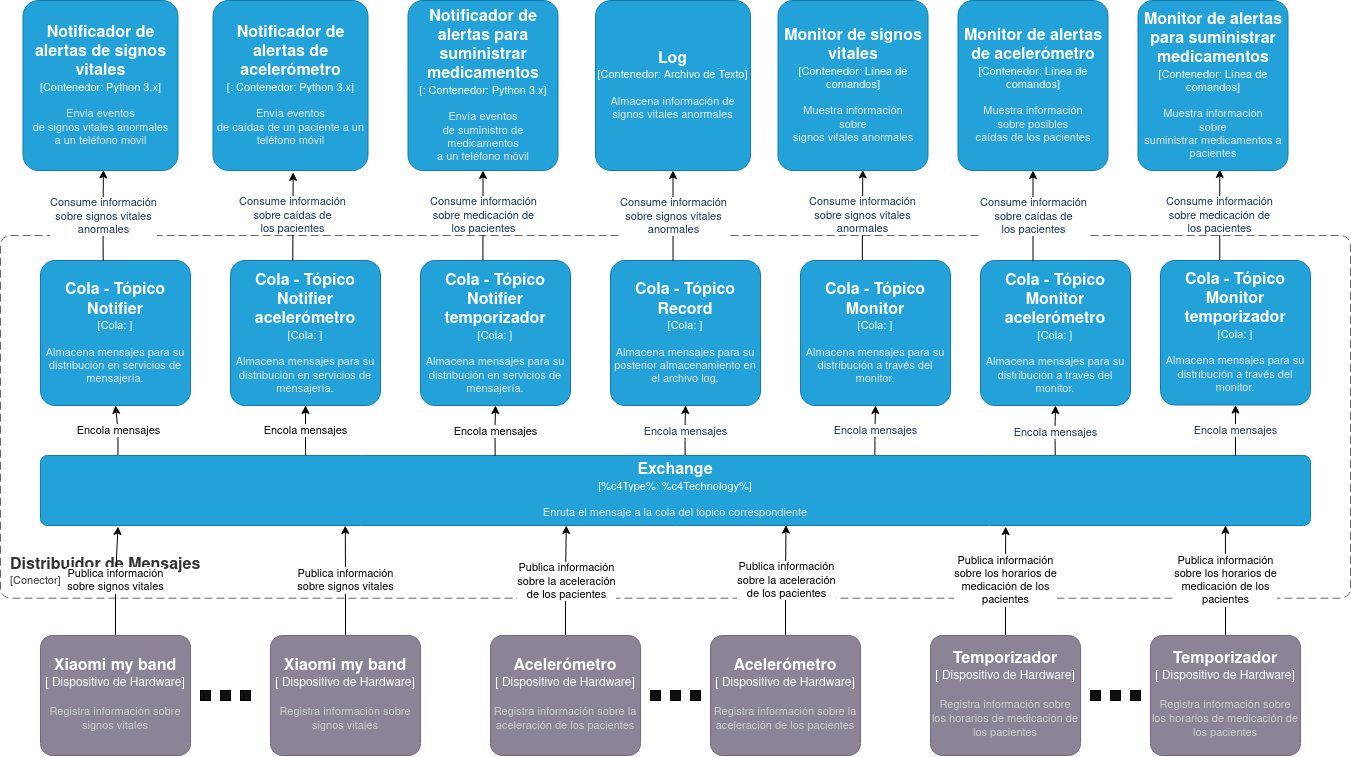 Notificador de
alertas de signos
vitales
[Contenedor: Python 3.x]
Envia eventos
de signos vitales anormales
a un teléfono móvil
Notificador de
alertas de
acelerómetro
[: Contenedor: Python 3.x]
Envía eventos
de caídas de un paciente a un
teléfono móvil
Notificador de
alertas para
suministrar
medicamentos
[: Contenedor: Python 3.x]
Envía eventos
de suministro de
medicamentos
a un teléfono móvil
Log
[Contenedor: Archivo de Texto]
Almacena información de
signos vitales anormales
Monitor de signos
vitales
[Contenedor: Línea de
comandos]
Muestra información
sobre
signos vitales anormales
Monitor de alertas
de acelerómetro
[Contenedor: Línea de
comandos]
Muestra información
sobre posibles
caídas de los pacientes
Monitor de alertas
para suministrar
medicamentos
[Contenedor: Línea de
comandos]
Muestra información
sobre
suministrar medicamentos a
pacientes
Consume información
sobre signos vitales
anormales
Consume información
sobre caídas de
los pacientes
Consume información
sobre medicación de
los pacientes
Consume información
sobre signos vitales
anormales
Consume información
sobre signos vitales
anormales
Consume información
sobre caídas de
los pacientes
Consume información
sobre medicación de
los pacientes
Cola - Tópico
Notifier
[Cola: ]
Almacena mensajes para su
distribución en servicios de
mensajería.
Cola - Tópico
Notifier
acelerómetro
[Cola: ]
Almacena mensajes para su
distribución en servicios de
mensajería.
Cola - Tópico
Notifier
temporizador
[Cola: ]
Almacena mensajes para su
distribución en servicios de
mensajería.
Cola - Tópico
Record
[Cola: ]
Almacena mensajes para su
posterior almacenamiento en
el archivo log.
Cola - Tópico
Monitor
[Cola: ]
Almacena mensajes para su
distribución a través del
monitor.
Cola - Tópico
Monitor
acelerómetro
[Cola: ]
Almacena mensajes para su
distribución a través del
monitor.
Cola - Tópico
Monitor
temporizador
[Cola: ]
Almacena mensajes para su
distribución a través del
monitor.
Encola mensajes
Encola mensajes
Encola mensajes
Encola mensajes
Encola mensajes
Encola mensajes
Encola mensajes
Exchange
[%c4Type%: %c4Technology%]
Enruta el mensaje a la cola del tópico correspondiente
Distribuidor de Mensajes
[Conector]
Publica información
sobre signos vitales
Publica información
sobre signos vitales
Publica información
sobre la aceleración
de los pacientes
Publica información
sobre la aceleración
de los pacientes
Publica información
sobre los horarios de
medicación de los
pacientes
Publica información
sobre los horarios de
medicación de los
pacientes
Xiaomi my band
[ Dispositivo de Hardware]
Registra información sobre
signos vitales
Xiaomi my band
[ Dispositivo de Hardware]
Registra información sobre
signos vitales
Acelerómetro
[ Dispositivo de Hardware]
Registra información sobre la
aceleración de los pacientes
Acelerómetro
[ Dispositivo de Hardware]
Registra información sobre la
aceleración de los pacientes
Temporizador
[ Dispositivo de Hardware]
Registra información sobre
los horarios de medicación de
los pacientes
Temporizador
[ Dispositivo de Hardware]
Registra información sobre
los horarios de medicación de
los pacientes